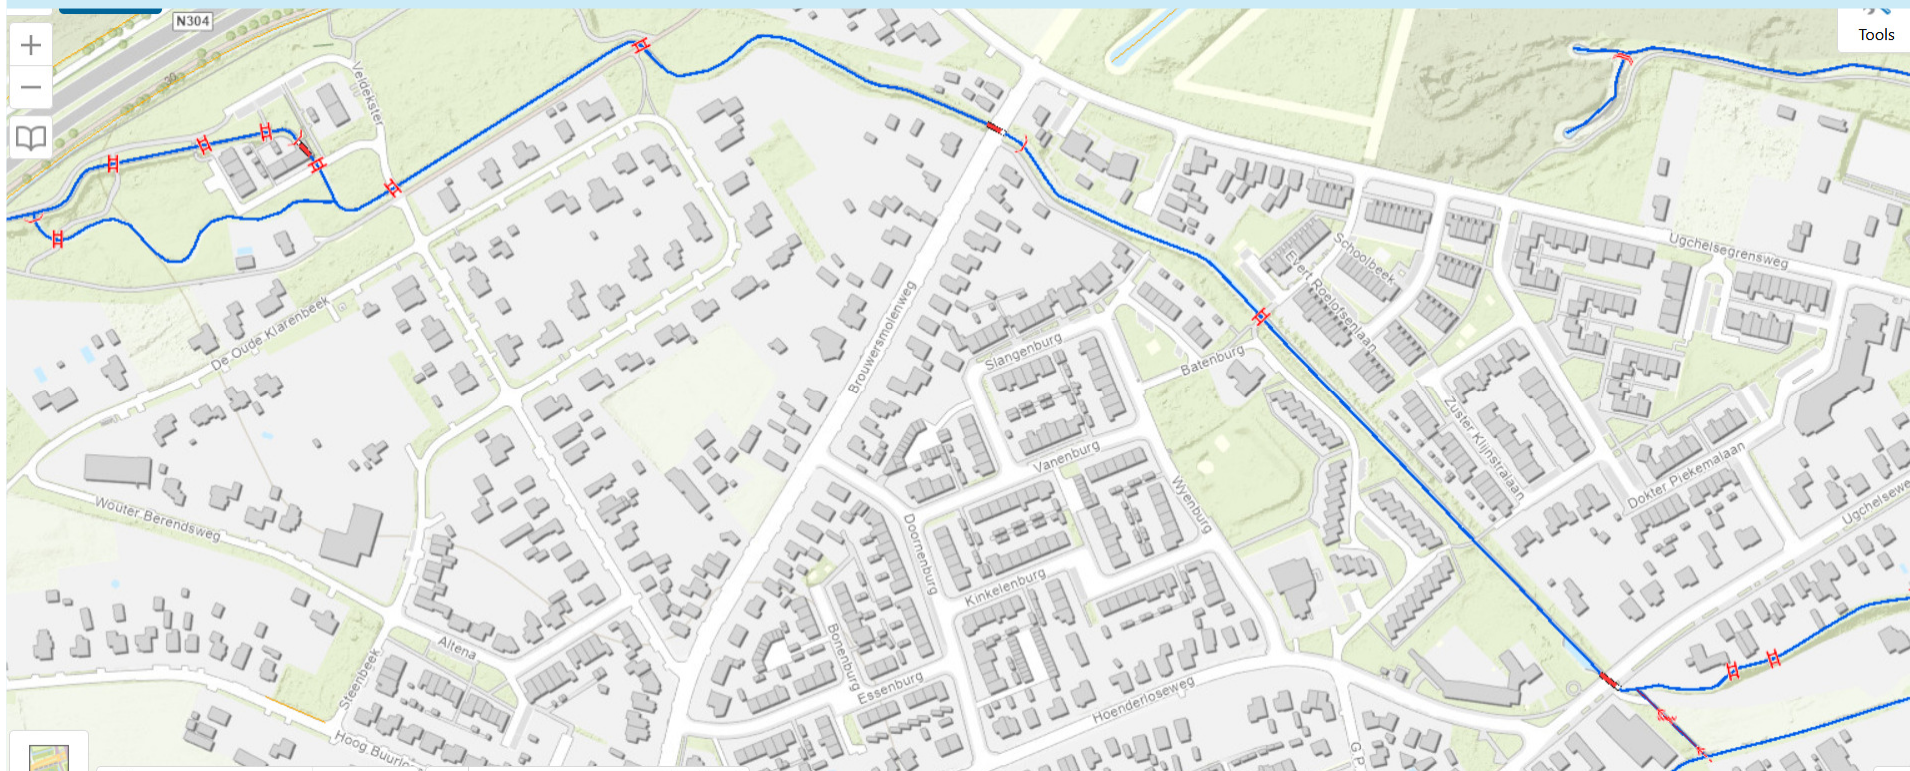 N304
Tools
30
Veldekster
De Oude Klarenbeek
Brouwersmolenweg
Schoolbeek
Evert Roelofsenlaan
Ugchelsegrensweg
Slangenburg
Batenburg
Zuster Klijnstralaan
Vanenburg
Wyenburg
Dokter Piekemalaan
Ugchelsewe
Wouter Berendsweg
Doornenburg
Kinkelenburg
Altena
Bonenburg
Steenbeek
Essenburg
Hoenderloseweg
Hoog Buurlo
G.P.